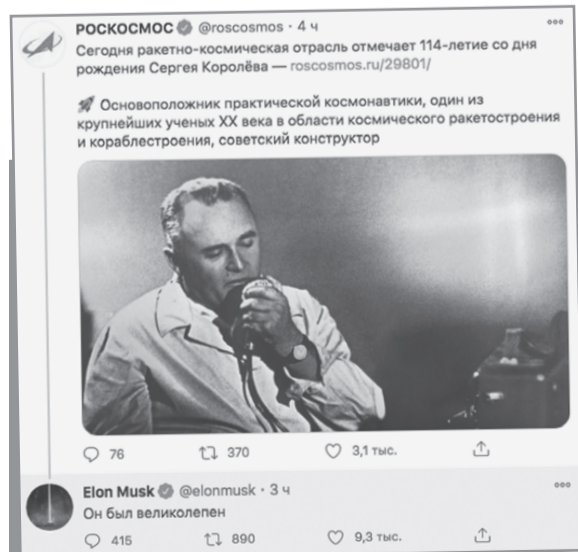 РОСКОСМОС @roscosmos · 4 ч
Сегодня ракетно-космическая отрасль отмечает 114-летие со дня
рождения Сергея Королёва — roscosmos.ru/29801/
🚀 Основоположник практической космонавтики, один из
крупнейших ученых XX века в области космического ракетостроения
и кораблестроения, советский конструктор
76 370 3,1 тыс.
Elon Musk @elonmusk · 3 ч
Он был великолепен
415 890 9,3 тыс.